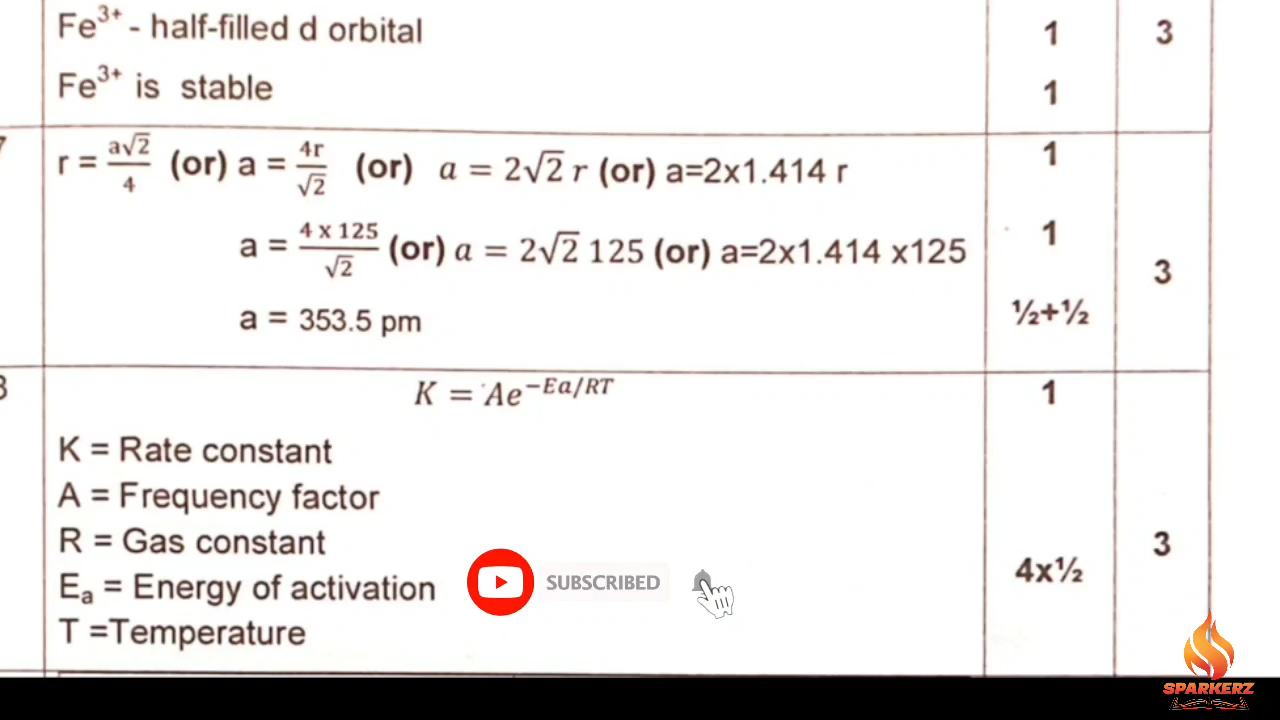 Fe³⁺ - half-filled d orbital 1 3
Fe³⁺ is stable 1
7 r = a√2/4 (or) a = 4r/√2 (or) a = 2√2 r (or) a=2x1.414 r 1
a = 4 x 125/√2 (or) a = 2√2 125 (or) a=2x1.414 x125 1
3
a = 353.5 pm ½+½
K = Ae^−Ea/RT 1
K = Rate constant
A = Frequency factor
R = Gas constant 3
Eₐ = Energy of activation 4x½
SUBSCRIBED
T =Temperature
SPARKERZ